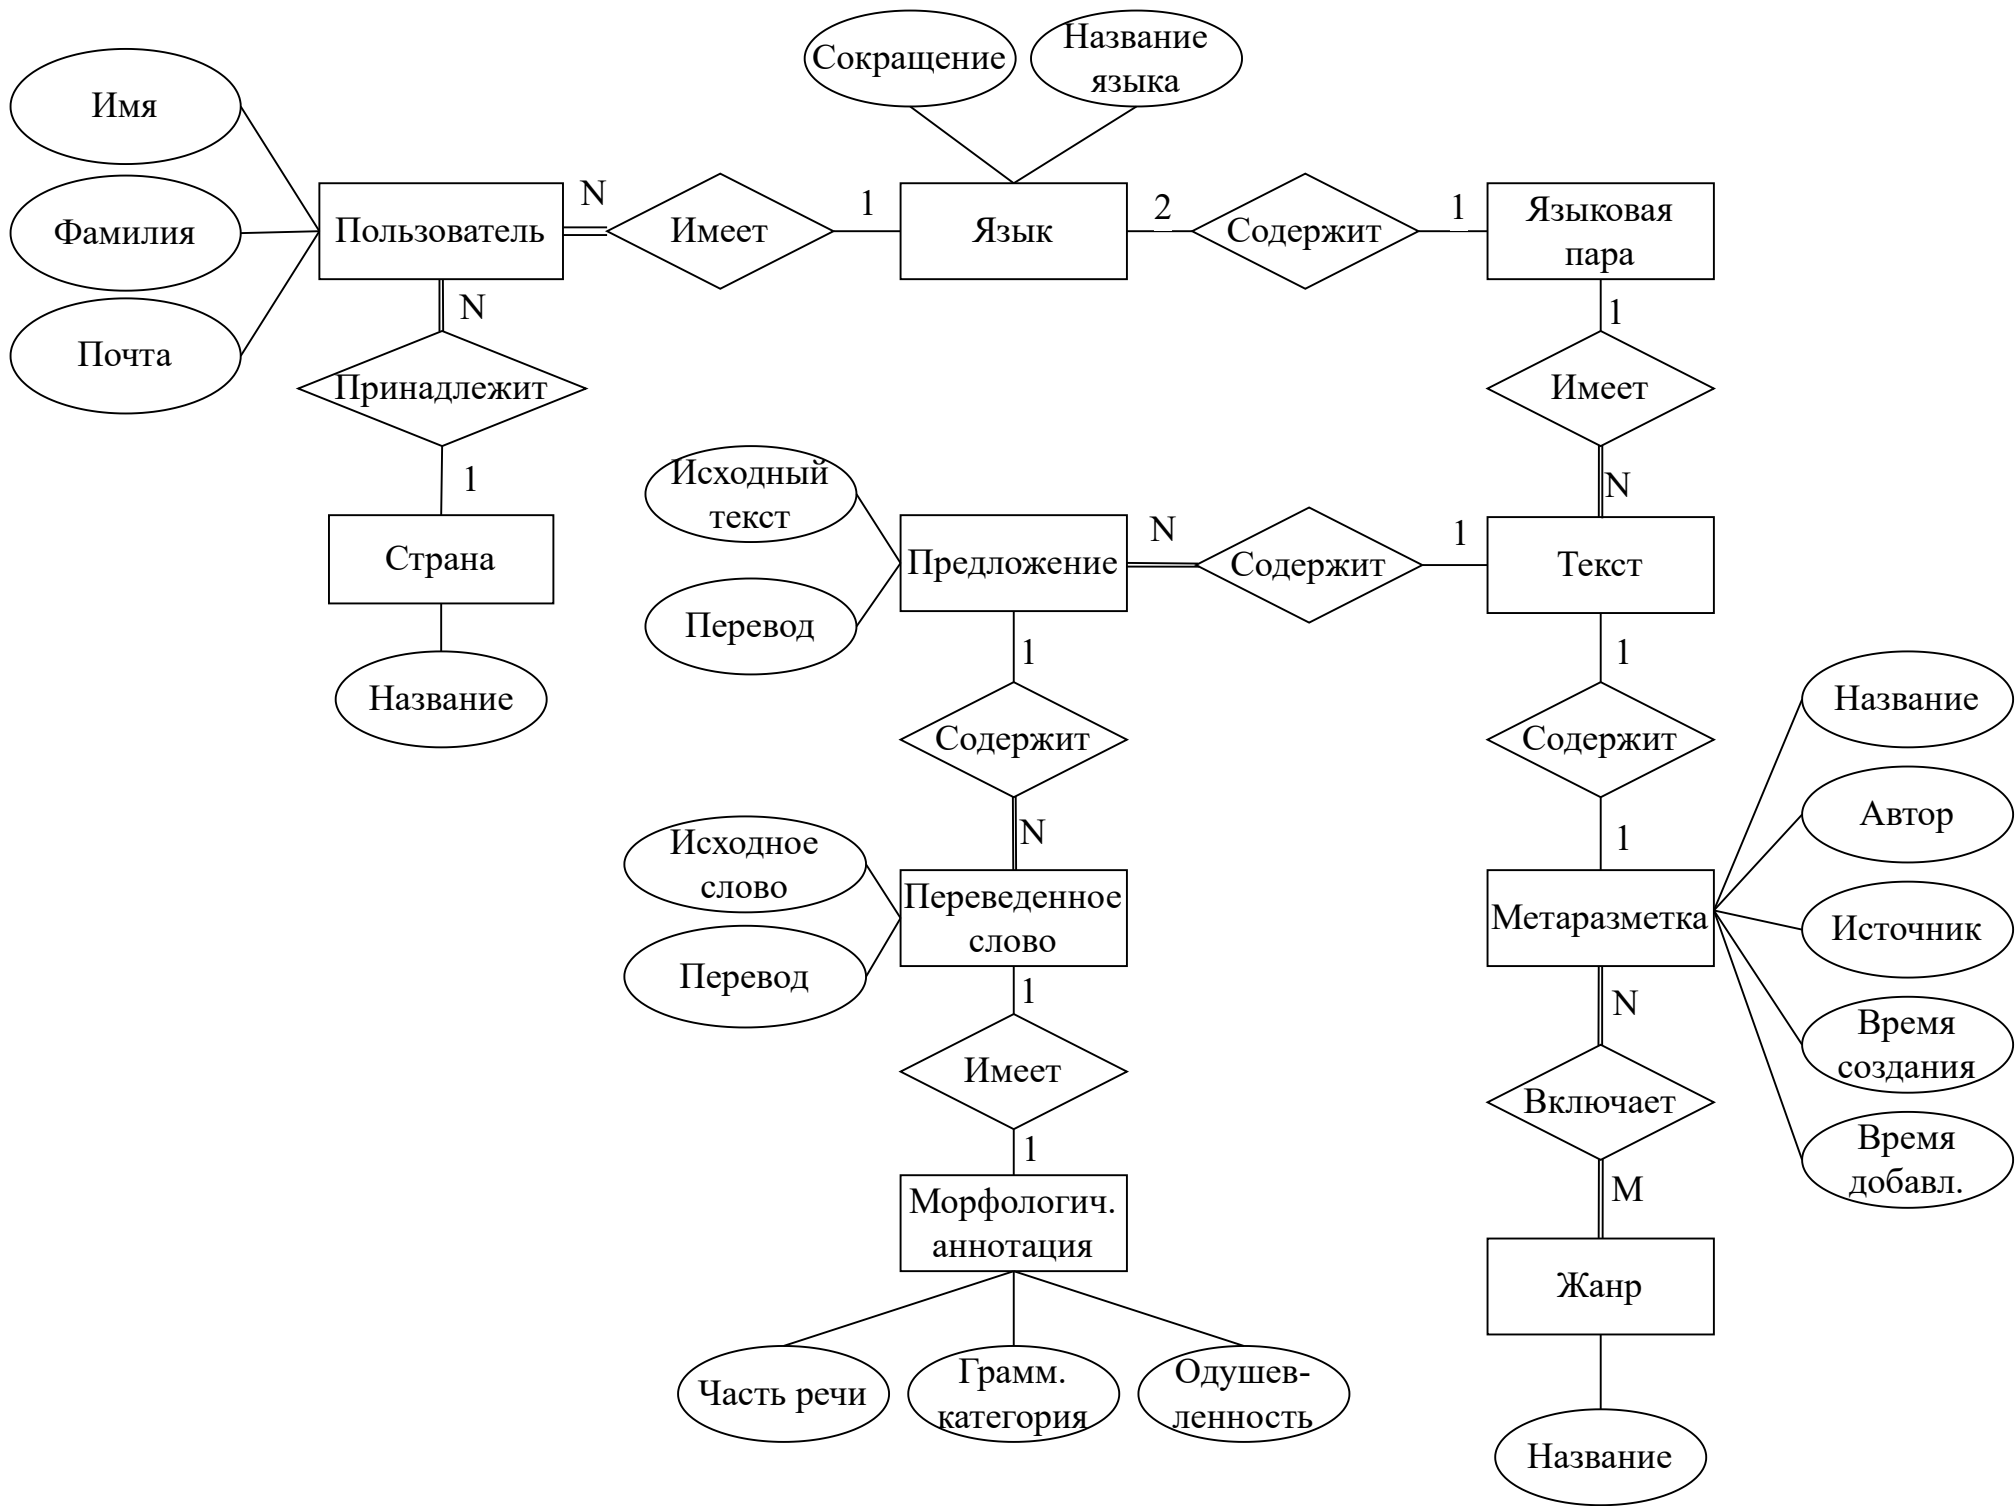 Сокращение
Название
языка
Имя
Фамилия
Почта
Пользователь
N
Имеет
1
Язык
2
Содержит
1
Языковая
пара
N
Принадлежит
1
Страна
Название
1
Имеет
N
Исходный
текст
Перевод
Предложение
N
Содержит
1
Текст
1
Содержит
N
1
Содержит
1
Исходное
слово
Перевод
Переведенное
слово
Метаразметка
Название
Автор
Источник
Время
создания
Время
добавл.
1
Имеет
1
N
Включает
M
Морфологич.
аннотация
Жанр
Часть речи
Грамм.
категория
Одушев-
ленность
Название